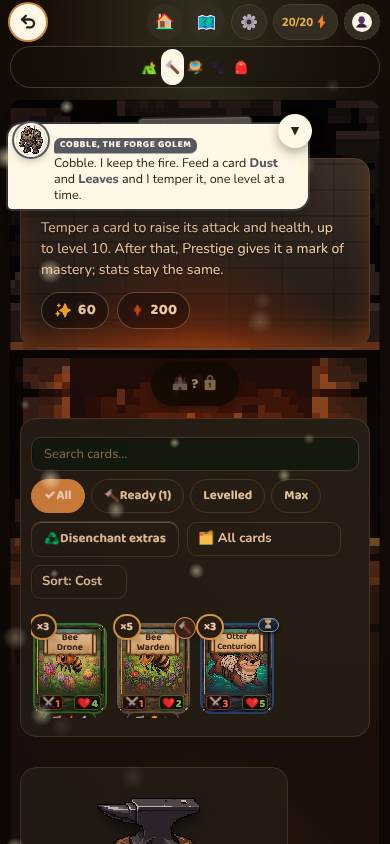 20/20
COBBLE, THE FORGE GOLEM
Cobble. I keep the fire. Feed a card Dust
and Leaves and I temper it, one level at a
time.
Temper a card to raise its attack and health, up
to level 10. After that, Prestige gives it a mark of
mastery; stats stay the same.
60
200
?
Search cards...
All
Ready (1)
Levelled
Max
Disenchant extras
All cards
Sort: Cost
×3
Bee
Drone
1
4
×5
Bee
Warden
1
2
×3
Otter
Centurion
3
5